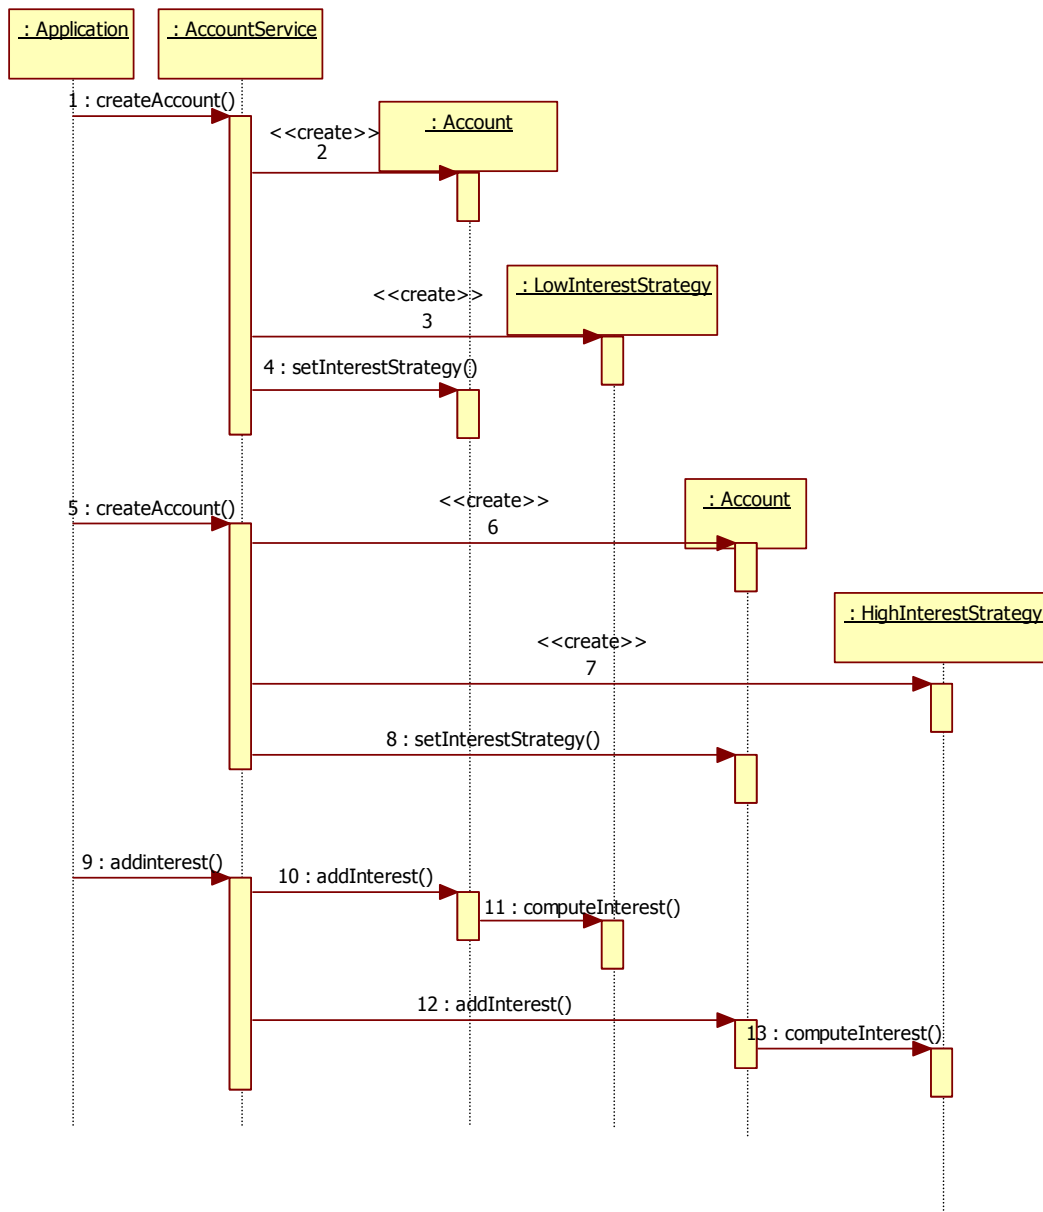 : Application
: AccountService
1 : createAccount()
: Account
<<create>>
2
: LowInterestStrategy
<<create>>
3
4 : setInterestStrategy()
: Account
<<create>>
5 : createAccount()
6
: HighInterestStrategy
<<create>>
7
8 : setInterestStrategy()
9 : addinterest()
10 : addInterest()
11 : computeInterest()
12 : addInterest()
13 : computeInterest()